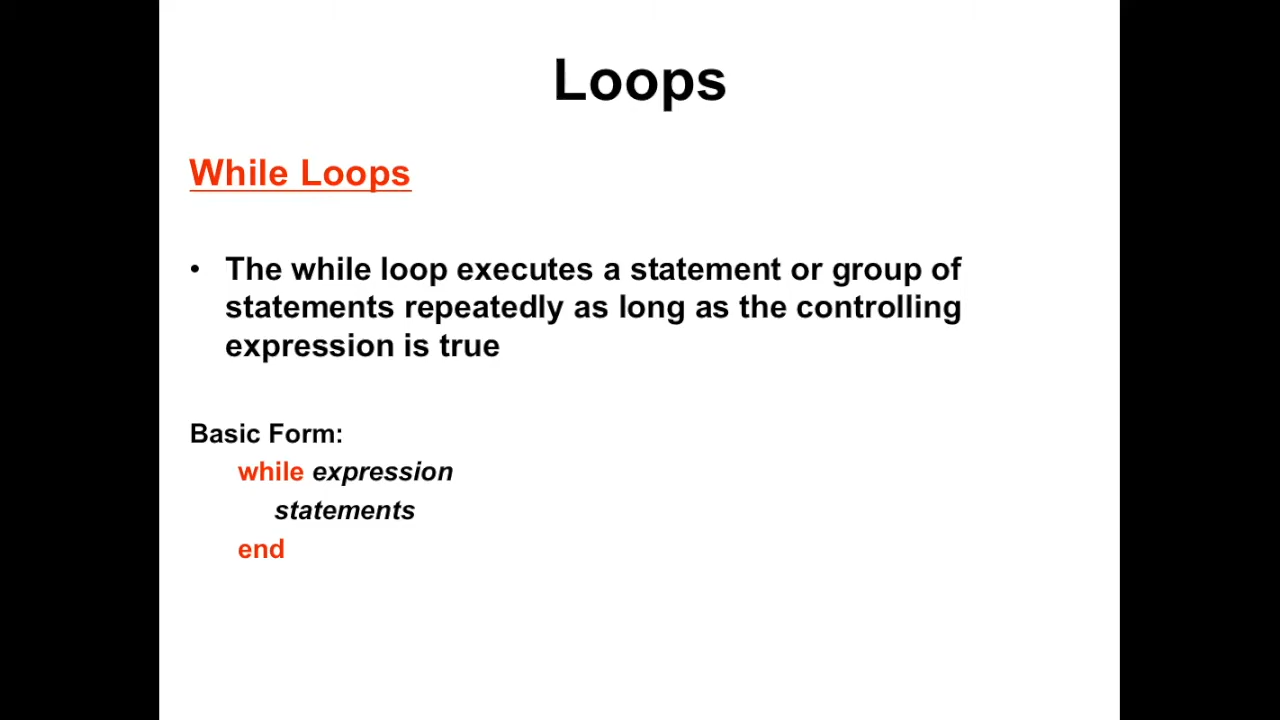 Loops
While Loops
• The while loop executes a statement or group of
statements repeatedly as long as the controlling
expression is true
Basic Form:
while expression
statements
end